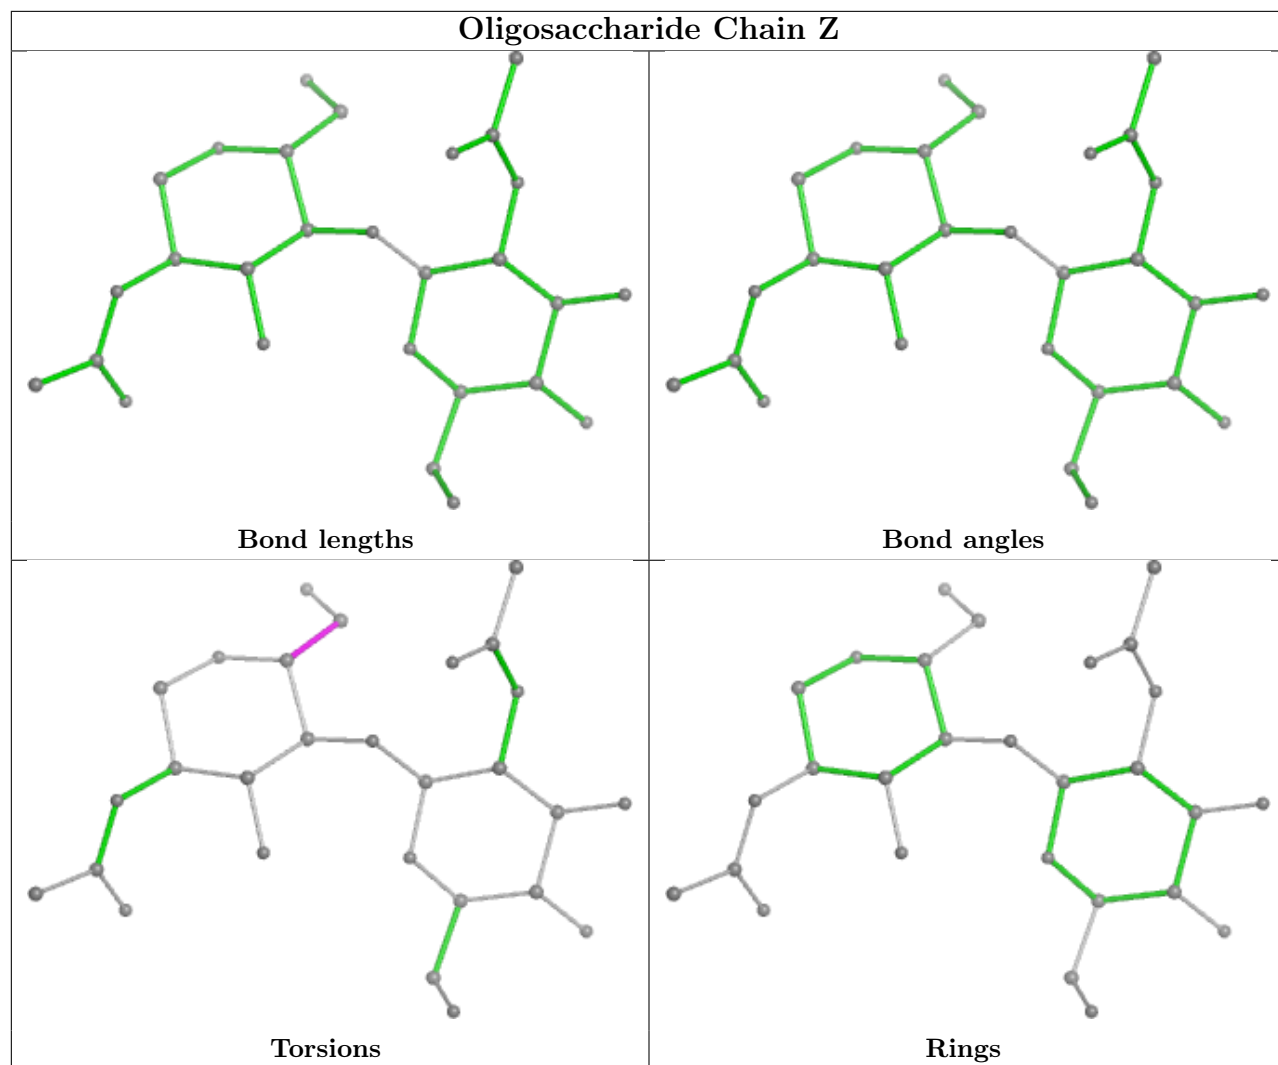 Oligosaccharide Chain Z
Bond lengths
Bond angles
Torsions
Rings